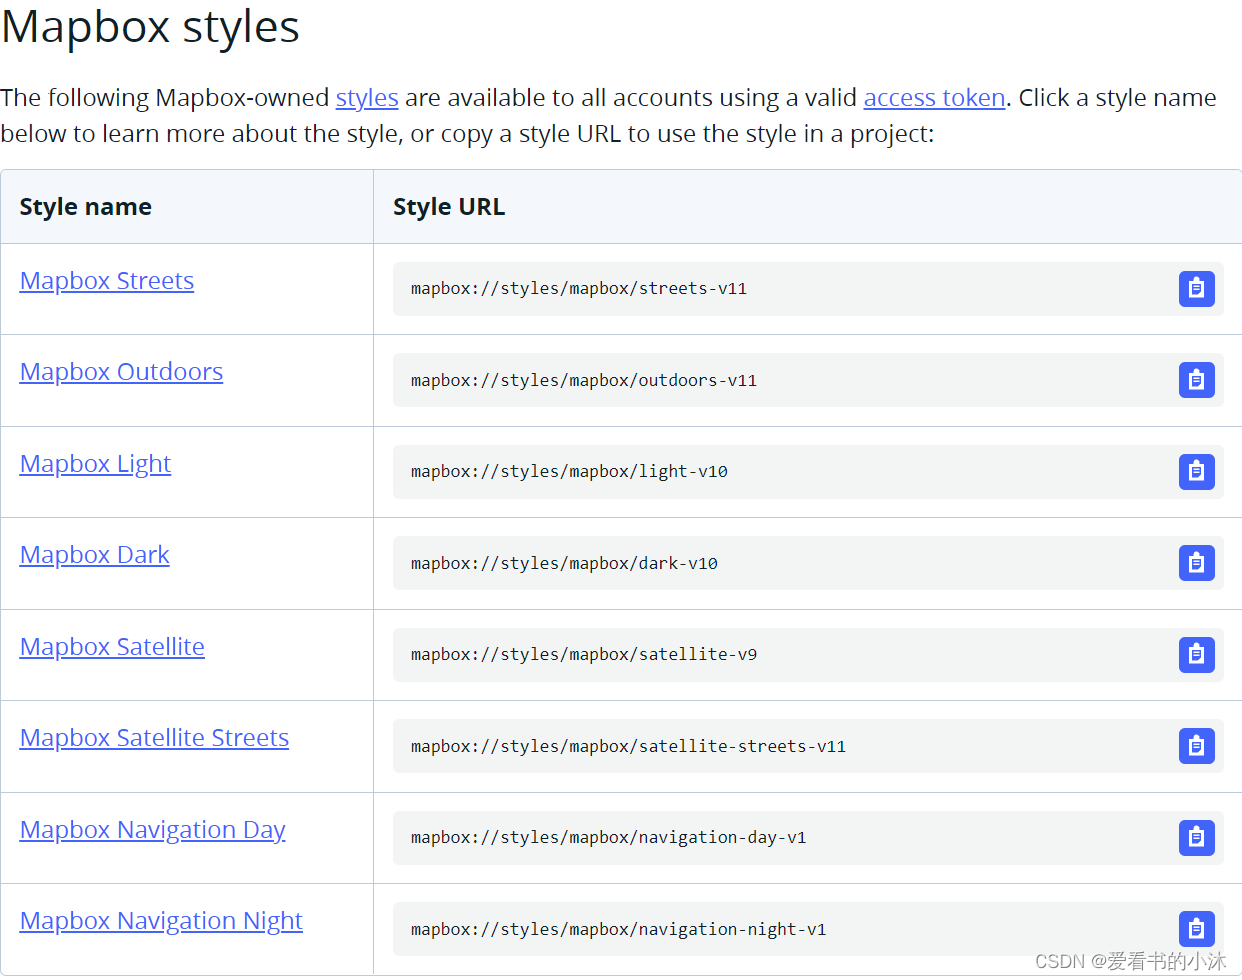 Mapbox styles
The following Mapbox-owned styles are available to all accounts using a valid access token. Click a style name
below to learn more about the style, or copy a style URL to use the style in a project:
Style name Style URL
Mapbox Streets mapbox://styles/mapbox/streets-v11
Mapbox Outdoors mapbox://styles/mapbox/outdoors-v11
Mapbox Light mapbox://styles/mapbox/light-v10
Mapbox Dark mapbox://styles/mapbox/dark-v10
Mapbox Satellite mapbox://styles/mapbox/satellite-v9
Mapbox Satellite Streets mapbox://styles/mapbox/satellite-streets-v11
Mapbox Navigation Day mapbox://styles/mapbox/navigation-day-v1
Mapbox Navigation Night mapbox://styles/mapbox/navigation-night-v1
CSDN @爱看书的小沐